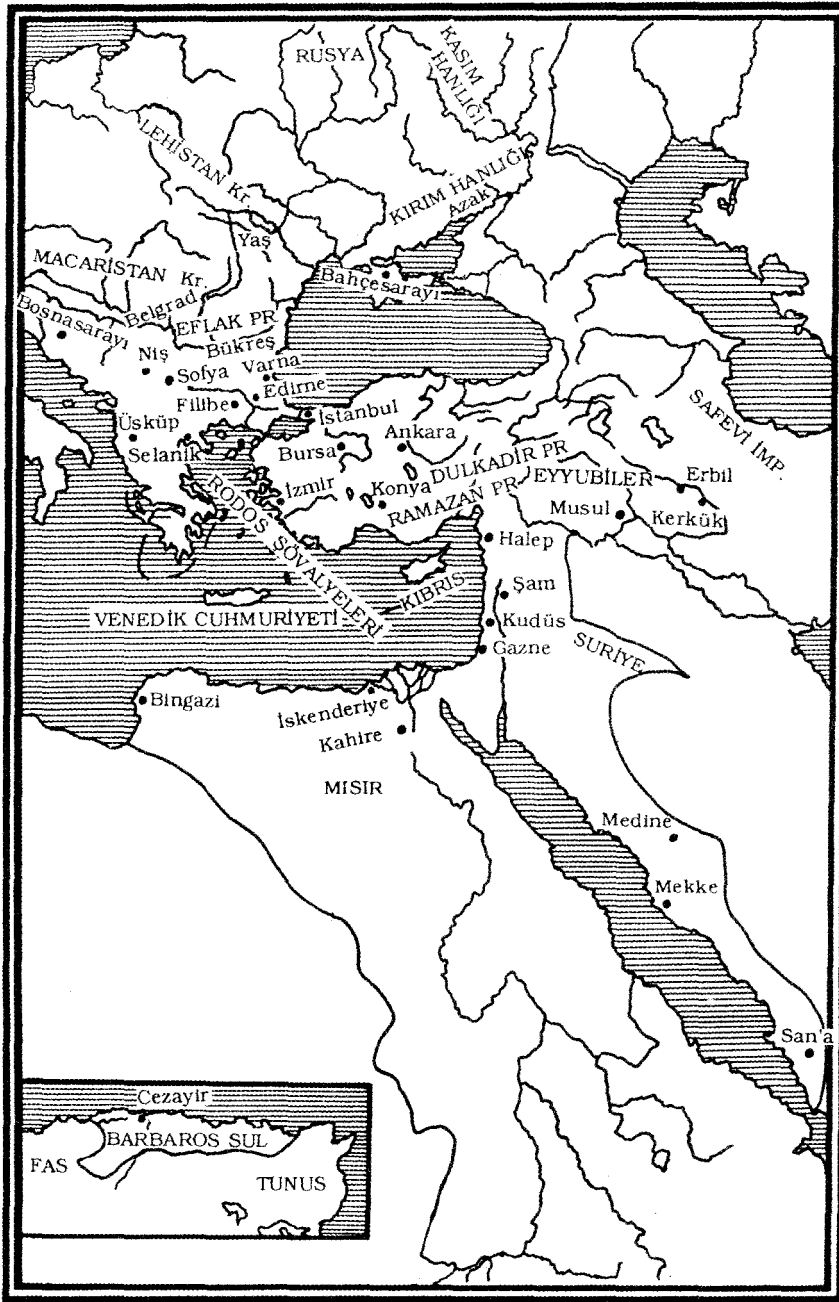 RUSYA
KASIM
HANLIĞI
LEHİSTAN Kr.
KIRIM HANLIĞI
Azak
Yaş
MACARİSTAN Kr.
Bahçesarayı
Belgrad
Bosnasarayı
EFLAK PR
Bükreş
Niş
Sofya
Varna
Edirne
Filibe
İstanbul
Üsküp
Selanik
Bursa
Ankara
SAFEVİ İMP.
DULKADİR PR
EYYUBİLER
Erbil
İzmir
Konya
RAMAZAN PR
Musul
Kerkük
RODOS ŞÖVALYELERİ
Halep
KIBRIS
Şam
VENEDİK CUHMURİYETİ
Kudüs
Gazne
SURİYE
Bingazi
İskenderiye
Kahire
MISIR
Medine
Mekke
San'a
Cezayir
BARBAROS SUL
FAS
TUNUS